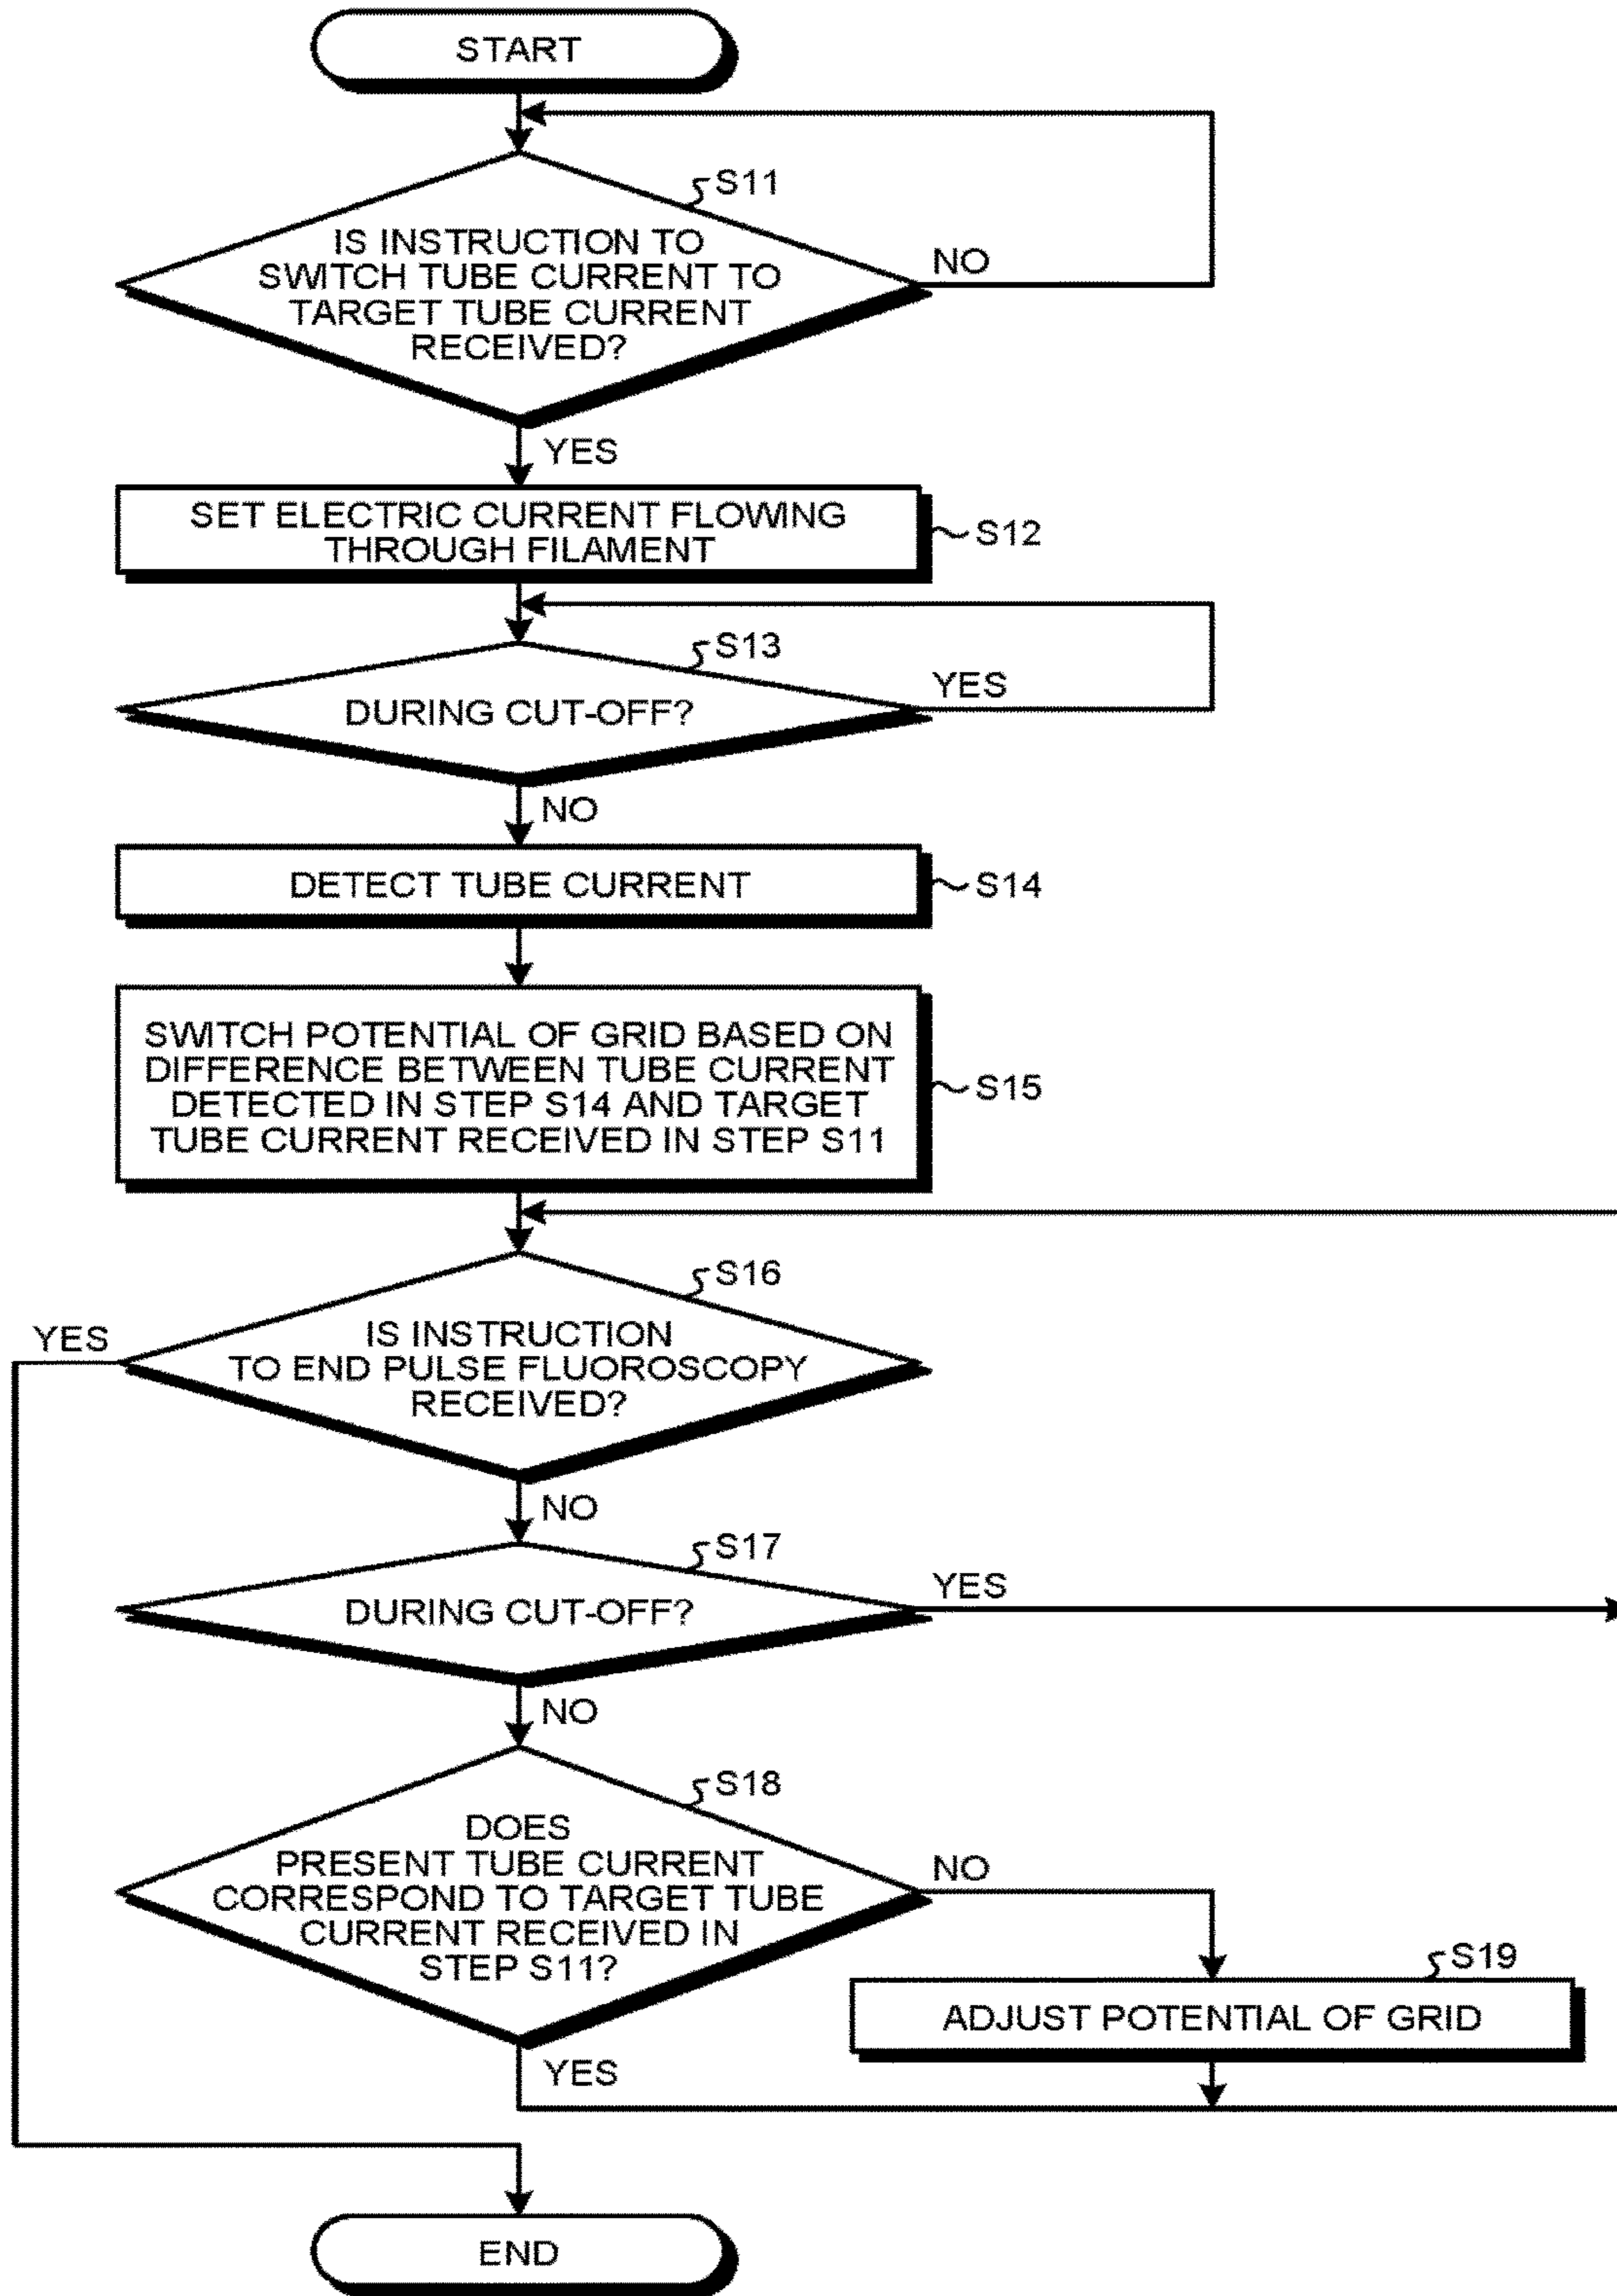 START
S11
IS INSTRUCTION TO
SWITCH TUBE CURRENT TO
TARGET TUBE CURRENT
RECEIVED?
NO
YES
SET ELECTRIC CURRENT FLOWING
THROUGH FILAMENT
S12
S13
DURING CUT-OFF?
YES
NO
DETECT TUBE CURRENT
S14
SWITCH POTENTIAL OF GRID BASED ON
DIFFERENCE BETWEEN TUBE CURRENT
DETECTED IN STEP S14 AND TARGET
TUBE CURRENT RECEIVED IN STEP S11
S15
S16
YES
IS INSTRUCTION
TO END PULSE FLUOROSCOPY
RECEIVED?
NO
S17
DURING CUT-OFF?
YES
NO
S18
DOES
PRESENT TUBE CURRENT
CORRESPOND TO TARGET TUBE
CURRENT RECEIVED IN
STEP S11?
NO
S19
ADJUST POTENTIAL OF GRID
YES
END